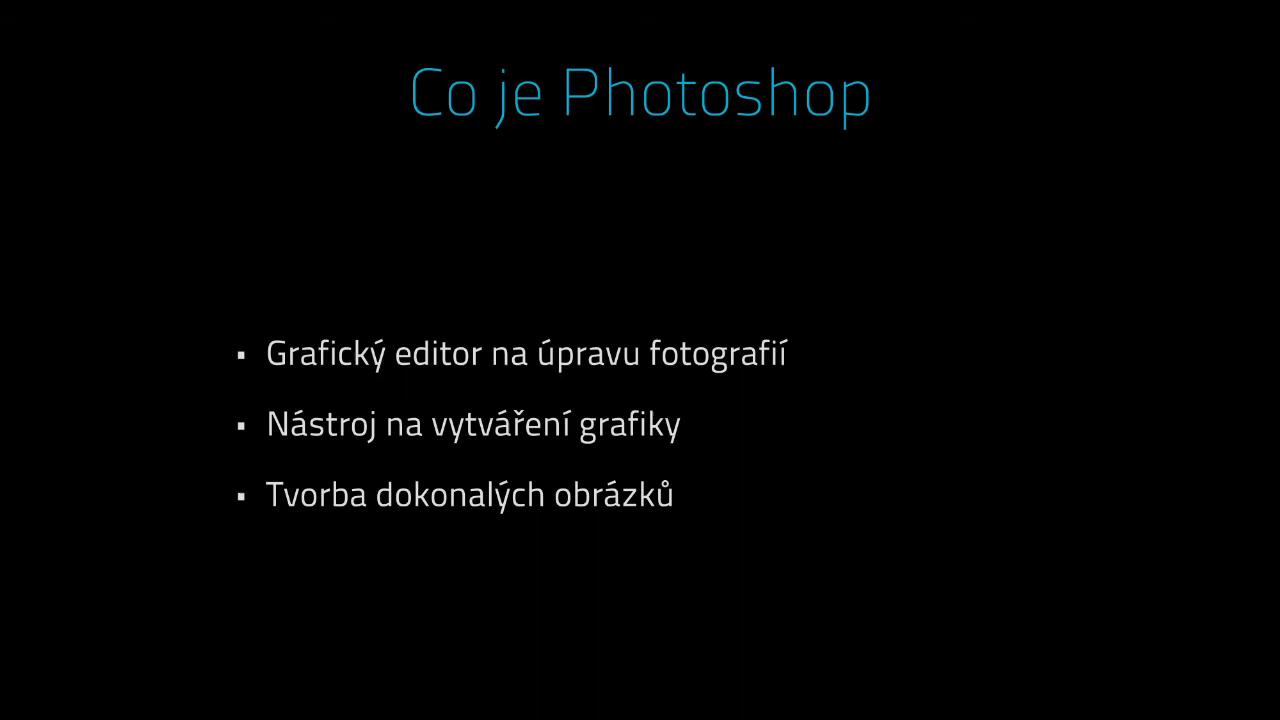 Co je Photoshop
▪ Grafický editor na úpravu fotografií
▪ Nástroj na vytváření grafiky
▪ Tvorba dokonalých obrázků